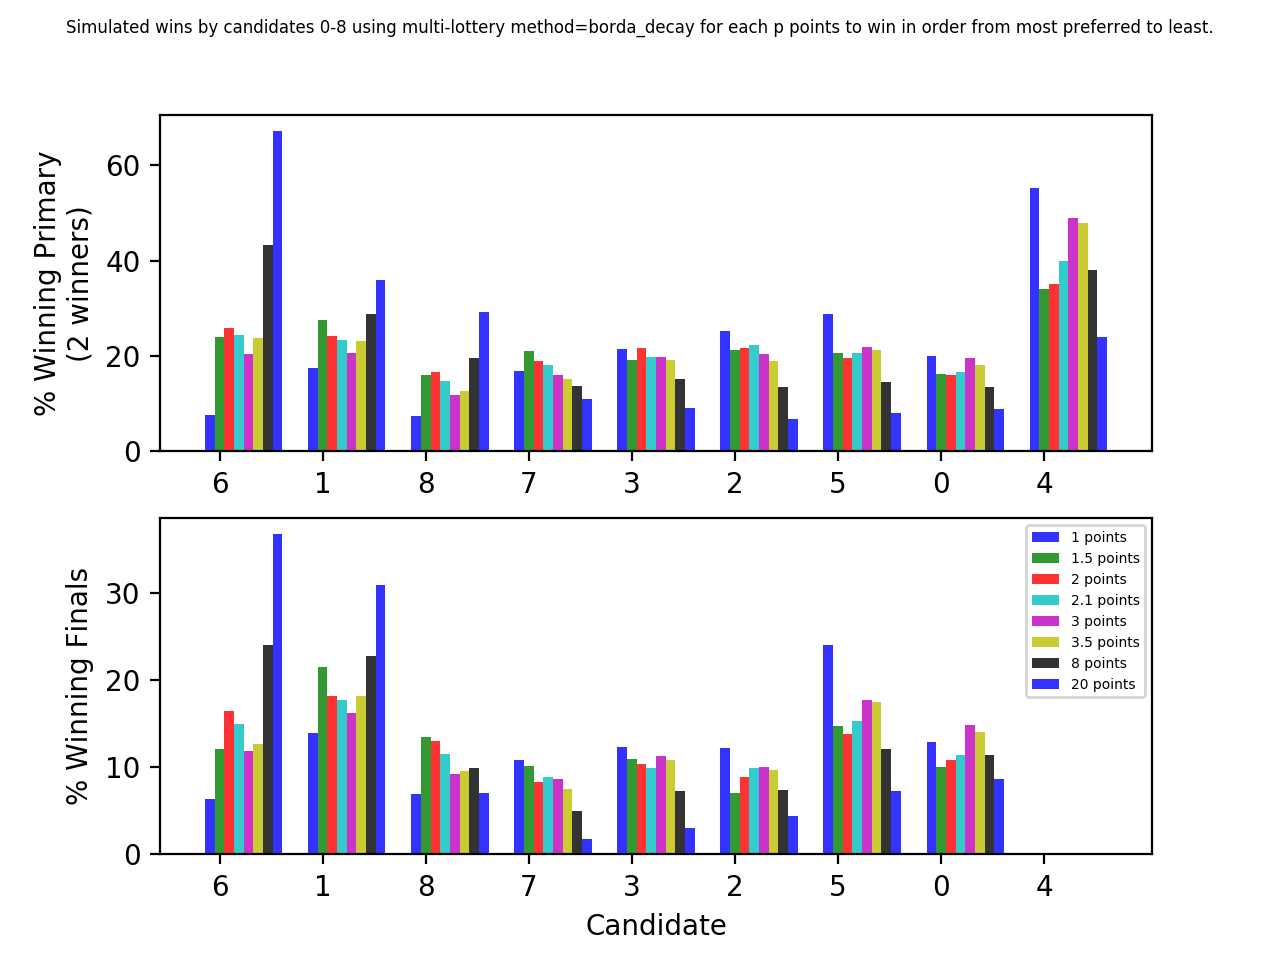 Simulated wins by candidates 0-8 using multi-lottery method=borda_decay for each p points to win in order from most preferred to least.
% Winning Primary
(2 winners)
60
40
20
0
6 1 8 7 3 2 5 0 4
% Winning Finals
30
20
10
0
1 points
1.5 points
2 points
2.1 points
3 points
3.5 points
8 points
20 points
6 1 8 7 3 2 5 0 4
Candidate